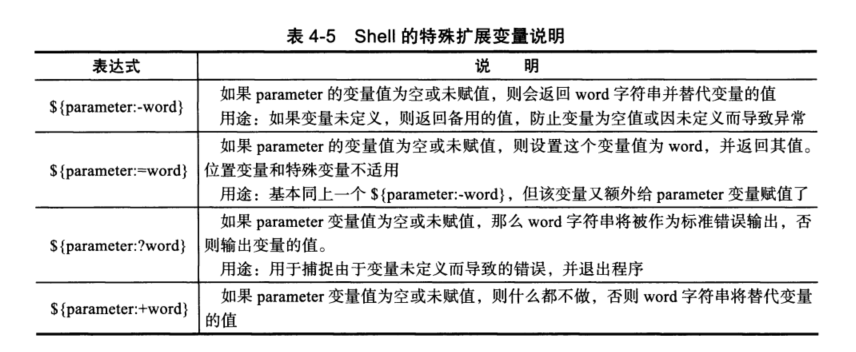 表 4-5 Shell 的特殊扩展变量说明
表达式 说 明
${parameter:-word}
如果 parameter 的变量值为空或未赋值，则会返回 word 字符串并替代变量的值
用途：如果变量未定义，则返回备用的值，防止变量为空值或因未定义而导致异常
${parameter:=word}
如果 parameter 的变量值为空或未赋值，则设置这个变量值为 word，并返回其值。
位置变量和特殊变量不适用
用途：基本同上一个 ${parameter:-word}，但该变量又额外给 parameter 变量赋值了
${parameter:?word}
如果 parameter 变量值为空或未赋值，那么 word 字符串将被作为标准错误输出，否
则输出变量的值。
用途：用于捕捉由于变量未定义而导致的错误，并退出程序
${parameter:+word}
如果 parameter 变量值为空或未赋值，则什么都不做，否则 word 字符串将替代变量
的值